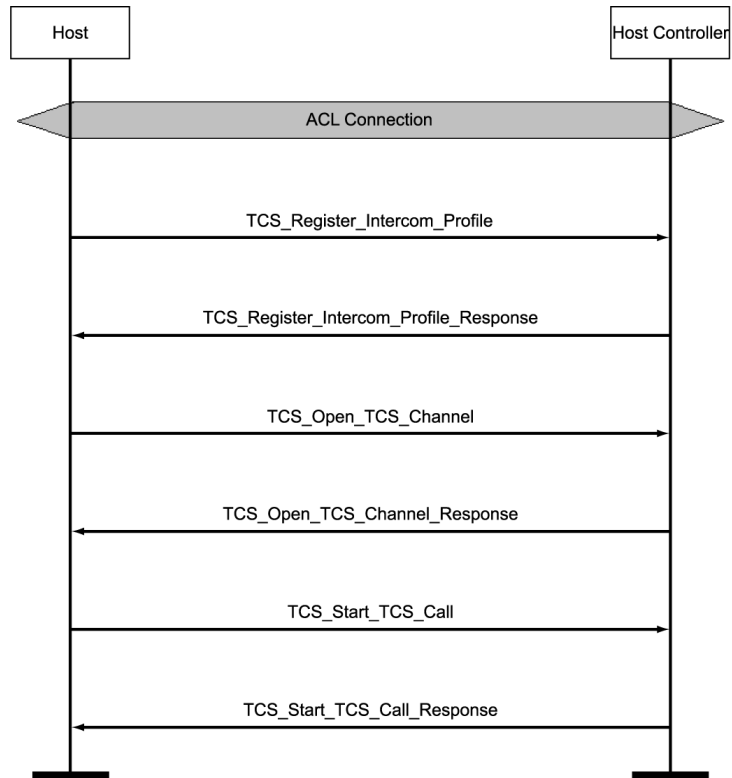 Host
Host Controller
ACL Connection
TCS_Register_Intercom_Profile
TCS_Register_Intercom_Profile_Response
TCS_Open_TCS_Channel
TCS_Open_TCS_Channel_Response
TCS_Start_TCS_Call
TCS_Start_TCS_Call_Response